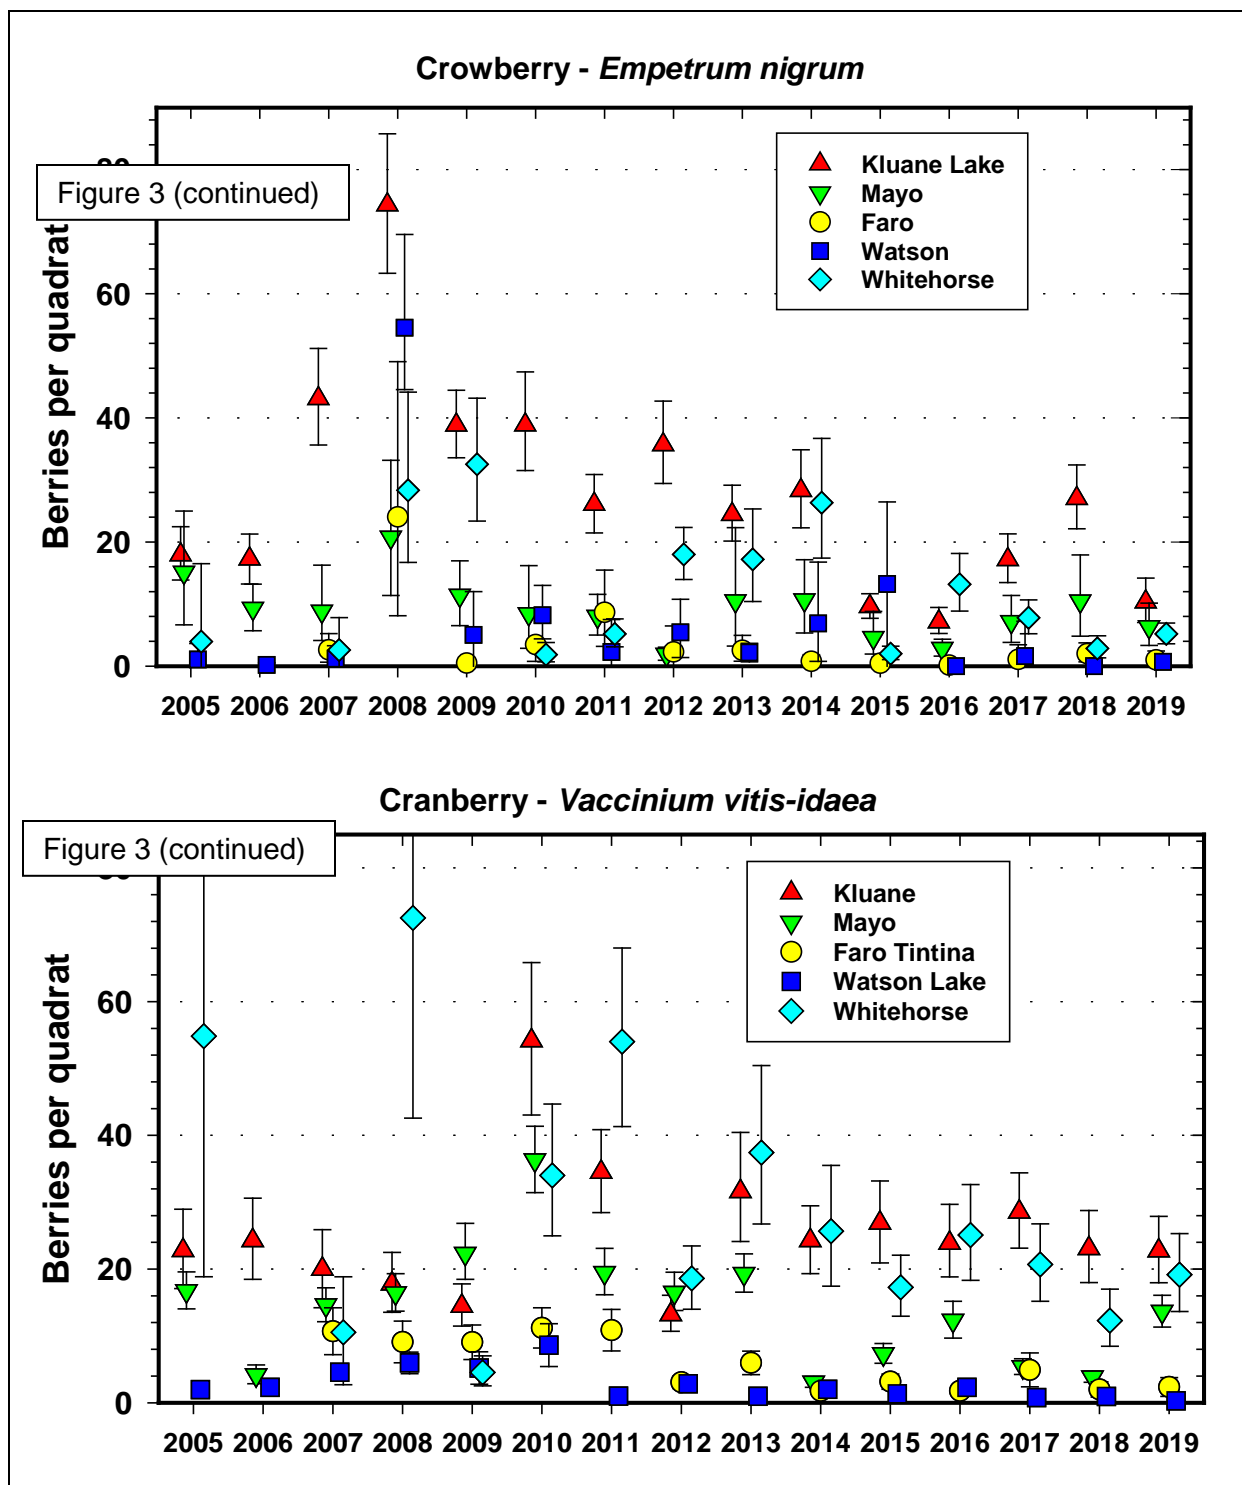 Crowberry - Empetrum nigrum
Figure 3 (continued)
Berries per quadrat
60
40
20
0
Kluane Lake
Mayo
Faro
Watson
Whitehorse
2005 2006 2007 2008 2009 2010 2011 2012 2013 2014 2015 2016 2017 2018 2019
Cranberry - Vaccinium vitis-idaea
Figure 3 (continued)
Berries per quadrat
60
40
20
0
Kluane
Mayo
Faro Tintina
Watson Lake
Whitehorse
2005 2006 2007 2008 2009 2010 2011 2012 2013 2014 2015 2016 2017 2018 2019